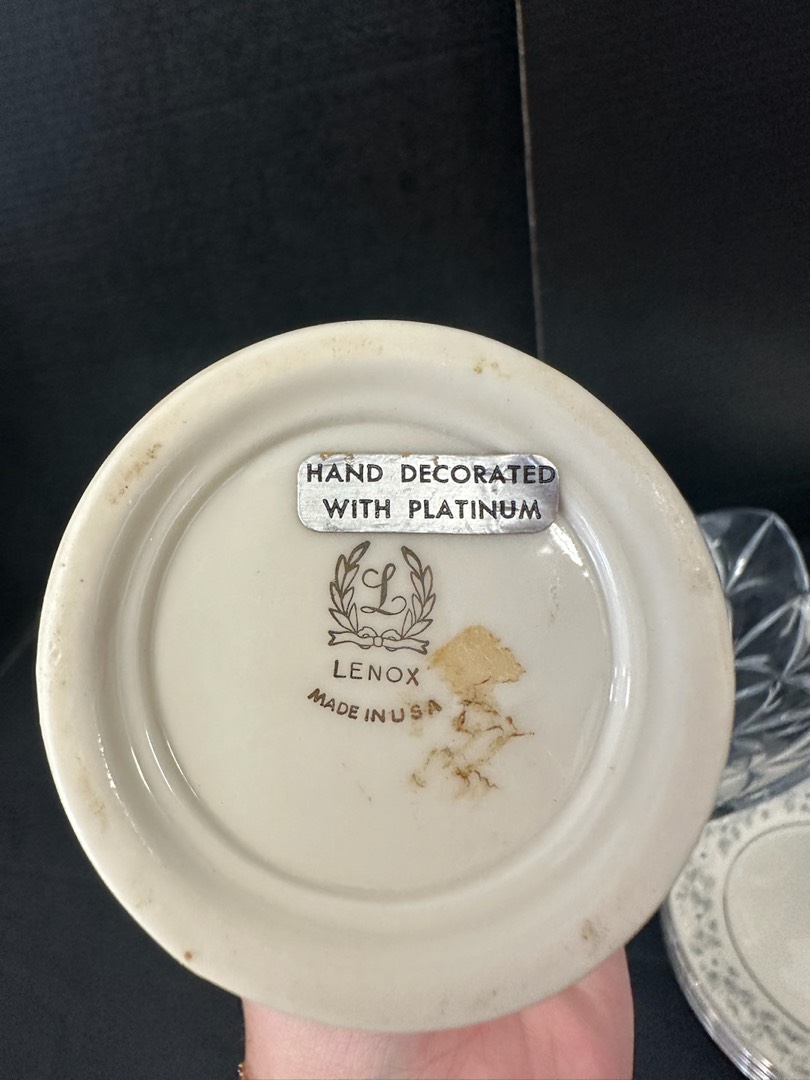 HAND DECORATED
WITH PLATINUM
L
LENOX
MADE IN USA